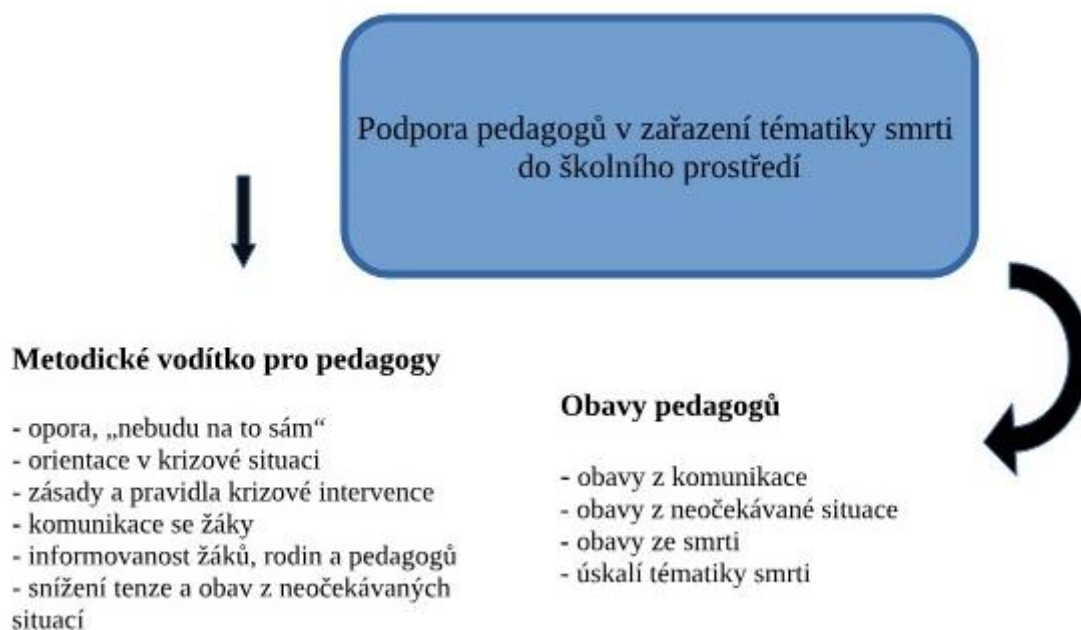 Podpora pedagogů v zařazení tématiky smrti
do školního prostředí
Metodické vodítko pro pedagogy
- opora, „nebudu na to sám“
- orientace v krizové situaci
- zásady a pravidla krizové intervence
- komunikace se žáky
- informovanost žáků, rodin a pedagogů
- snížení tenze a obav z neočekávaných
situací
Obavy pedagogů
- obavy z komunikace
- obavy z neočekávané situace
- obavy ze smrti
- úskalí tématiky smrti